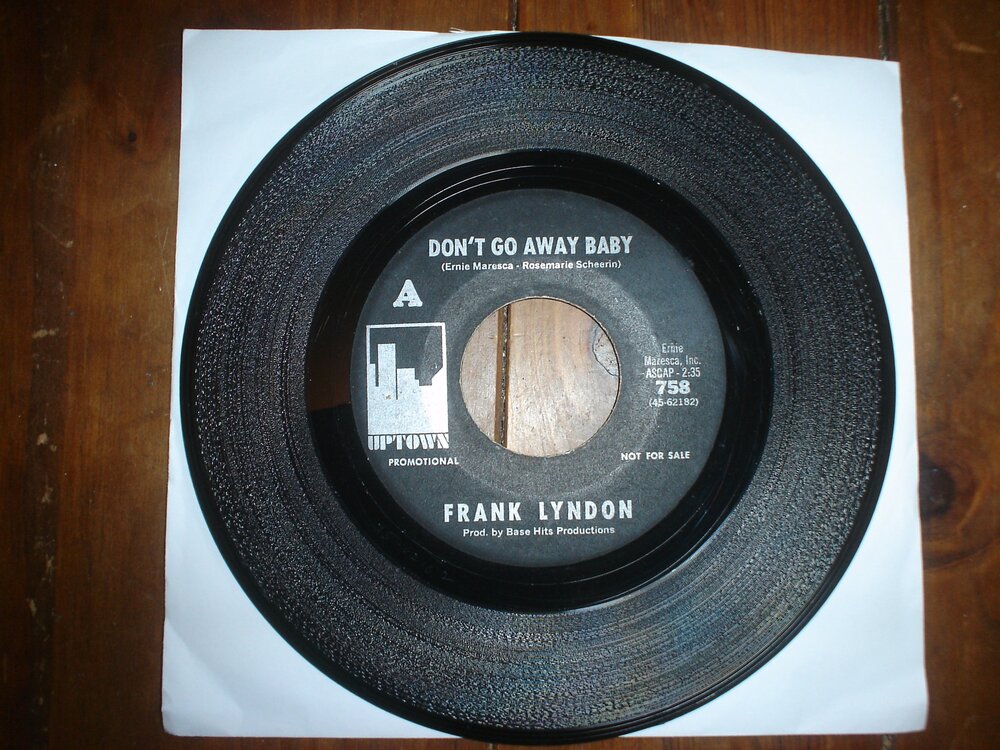 DON'T GO AWAY BABY
(Ernie Maresca - Rosemarie Scheerin)
A
UPTOWN
PROMOTIONAL
Ernie
Maresca, Inc.
ASCAP - 2:35
758
(45-62182)
NOT FOR SALE
FRANK LYNDON
Prod. by Base Hits Productions